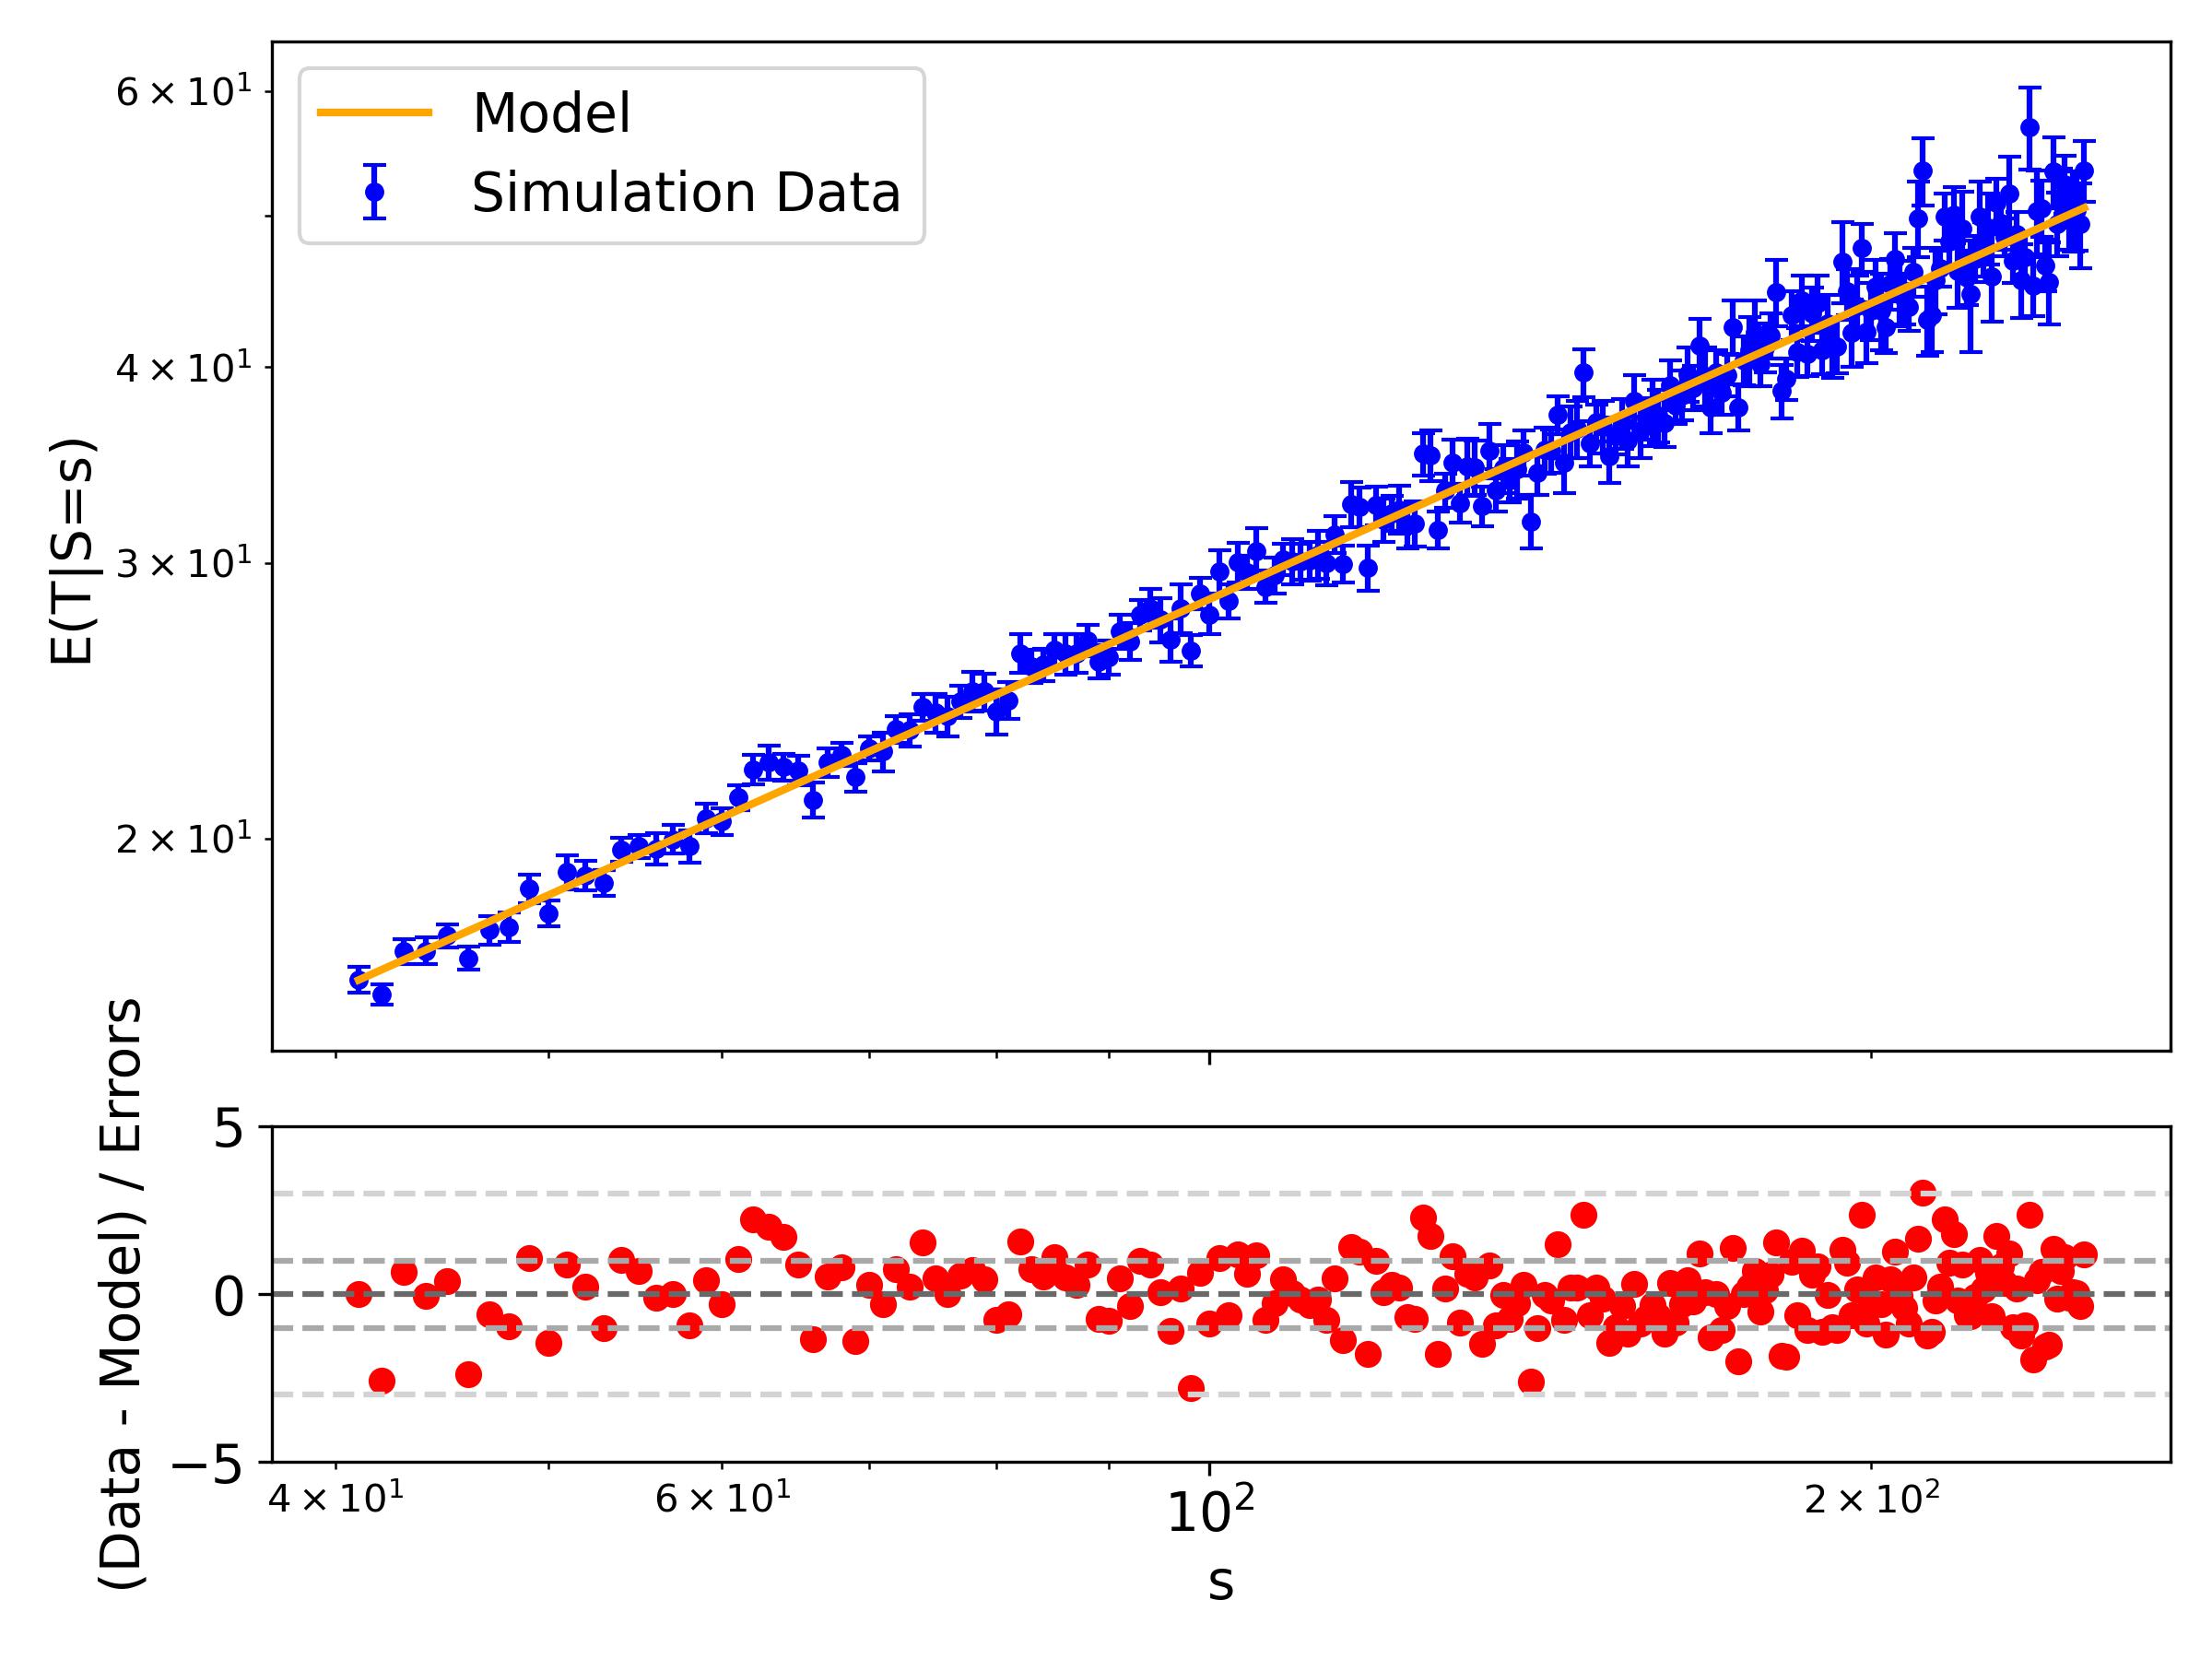 Model
Simulation Data
6 × 10¹
4 × 10¹
3 × 10¹
2 × 10¹
E(T|S=s)
5
0
−5
(Data - Model) / Errors
4 × 10¹
6 × 10¹
10²
2 × 10²
s